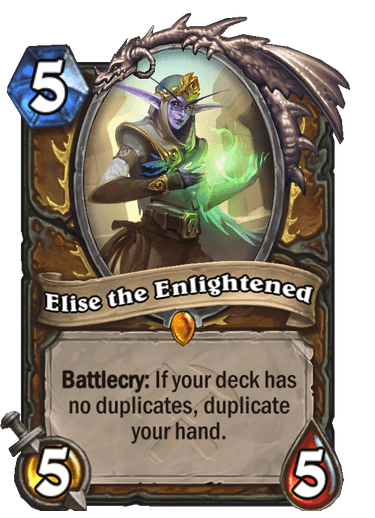 5
Elise the Enlightened
Battlecry: If your deck has
no duplicates, duplicate
your hand.
5
5